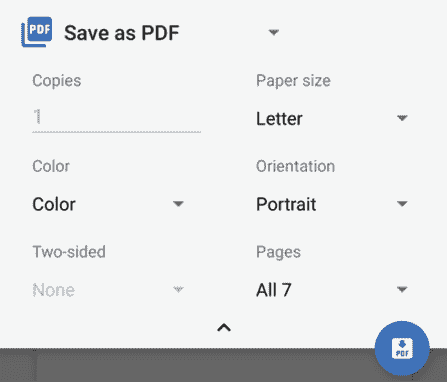 PDF Save as PDF
Copies Paper size
1 Letter
Color Orientation
Color Portrait
Two-sided Pages
None All 7
PDF